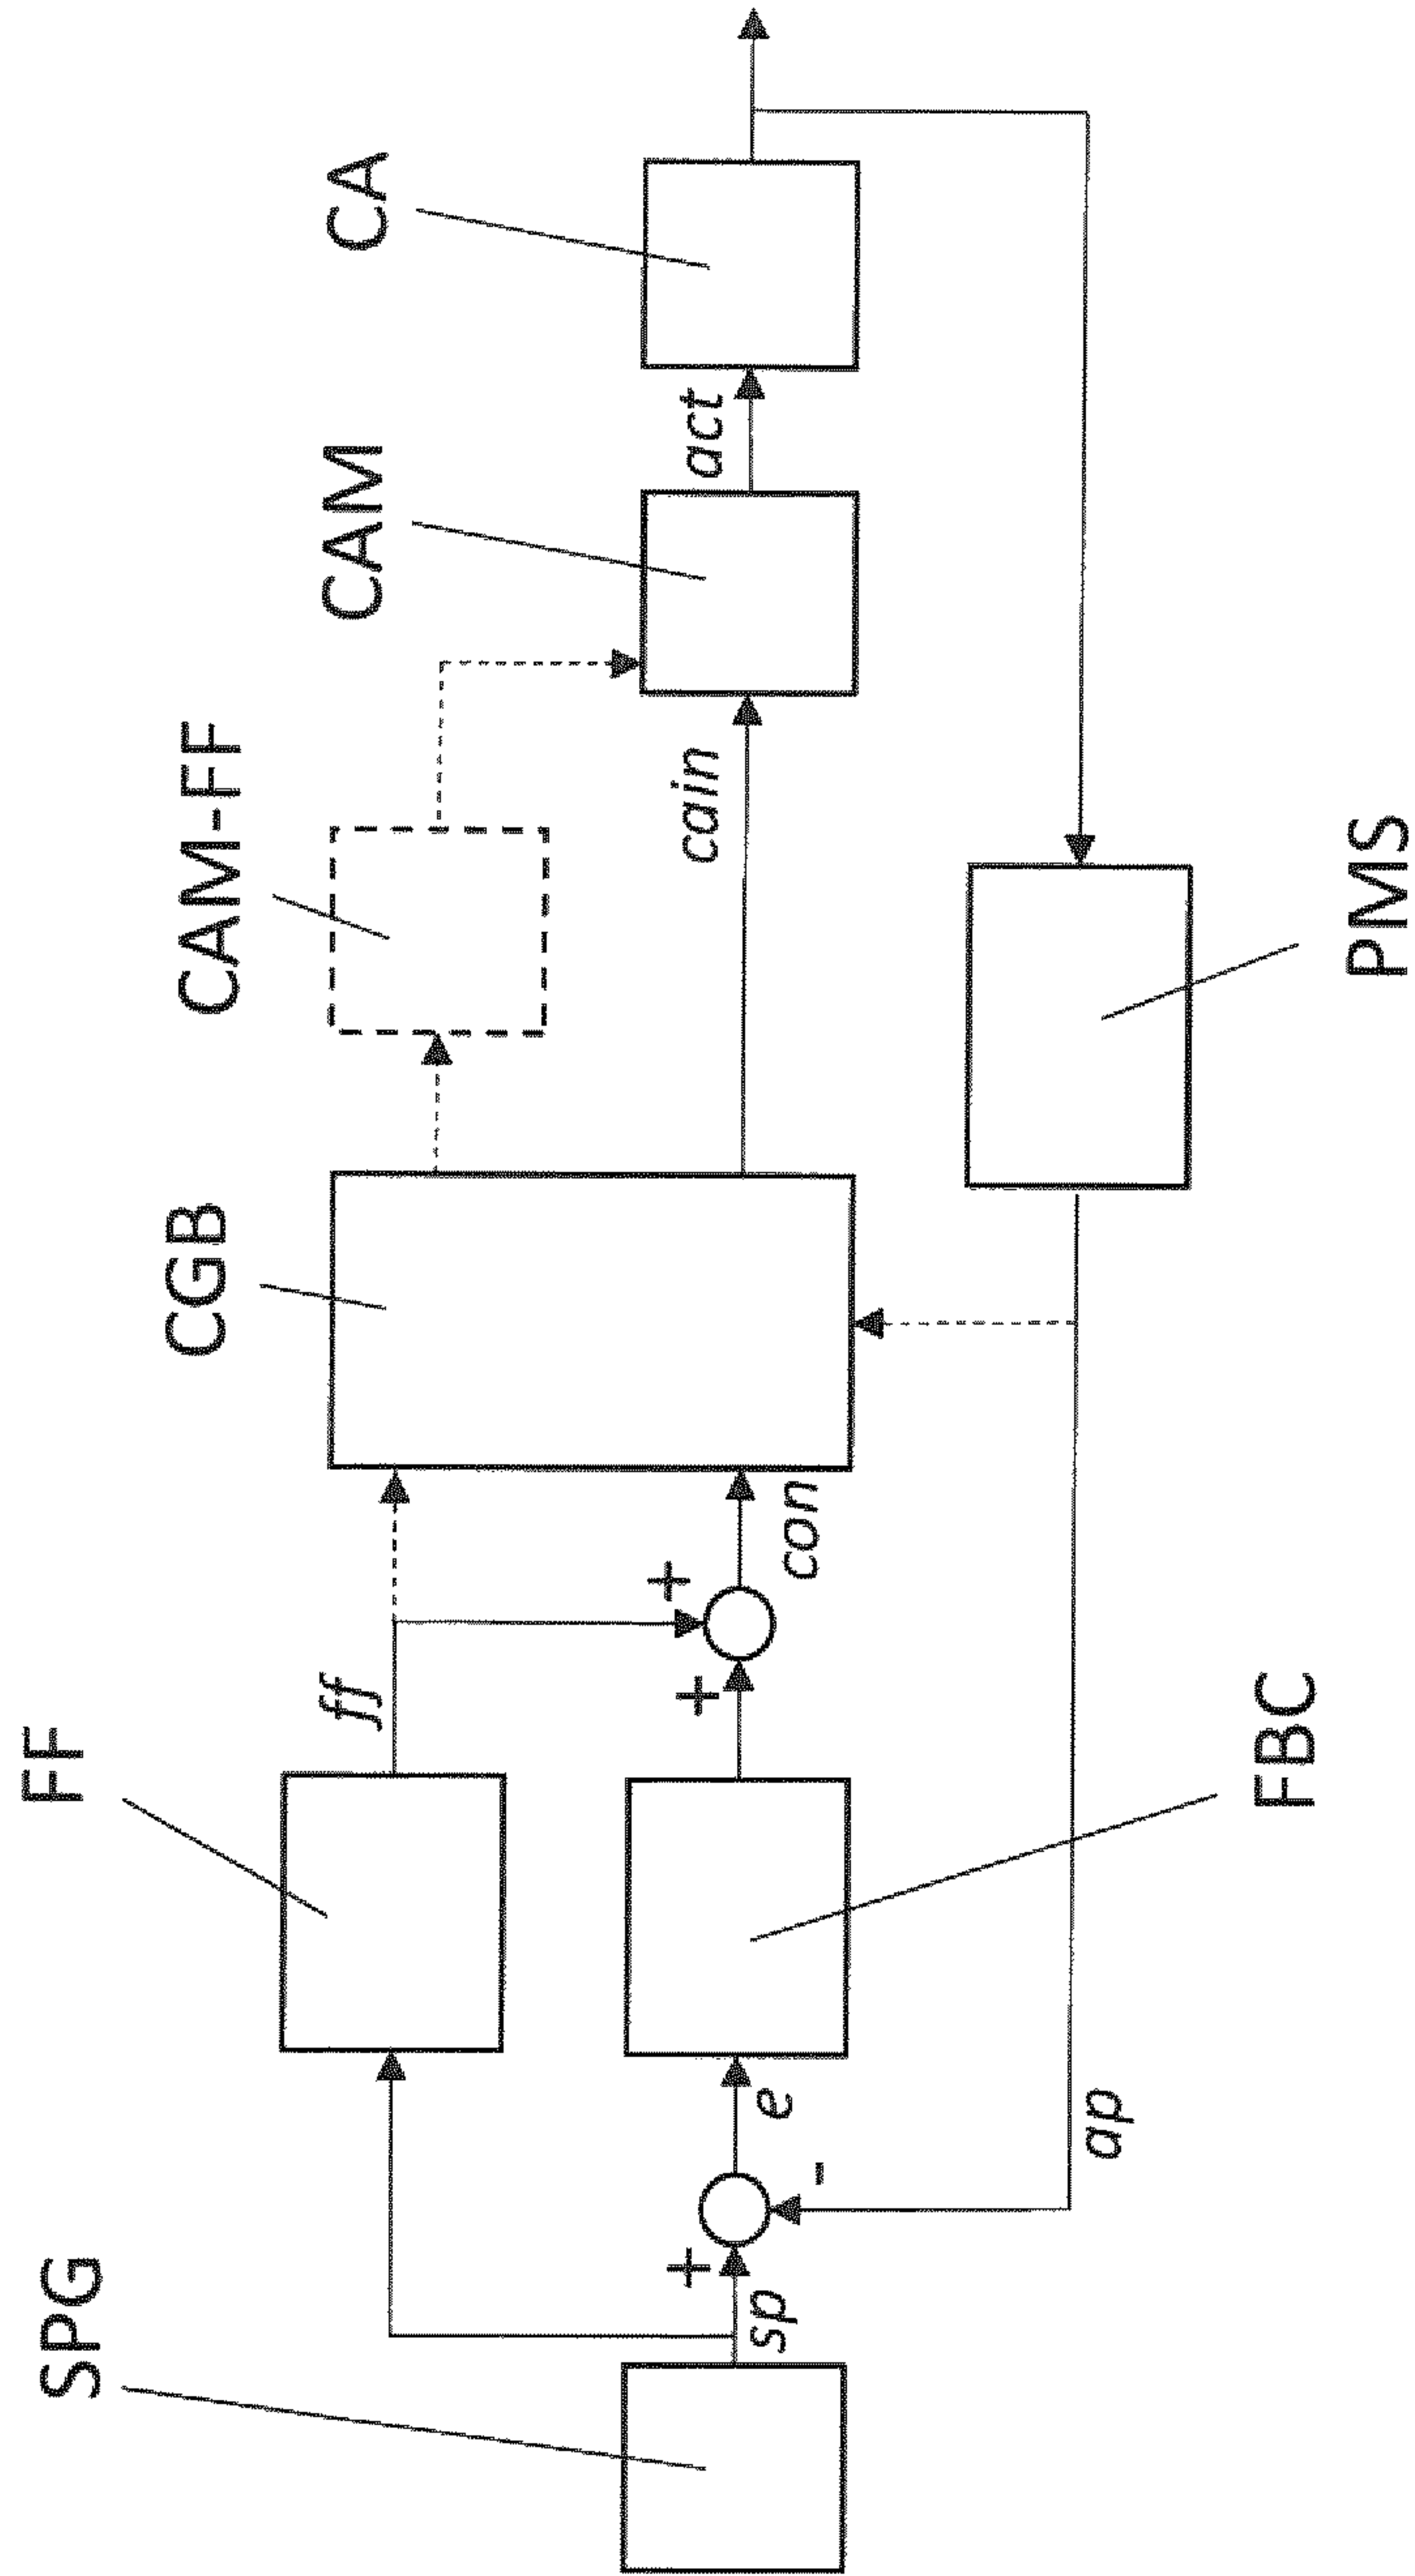 SPG
FF
CGB
CAM-FF
CAM
CA
ff
sp
+
-
e
+
+
con
cain
act
ap
FBC
PMS